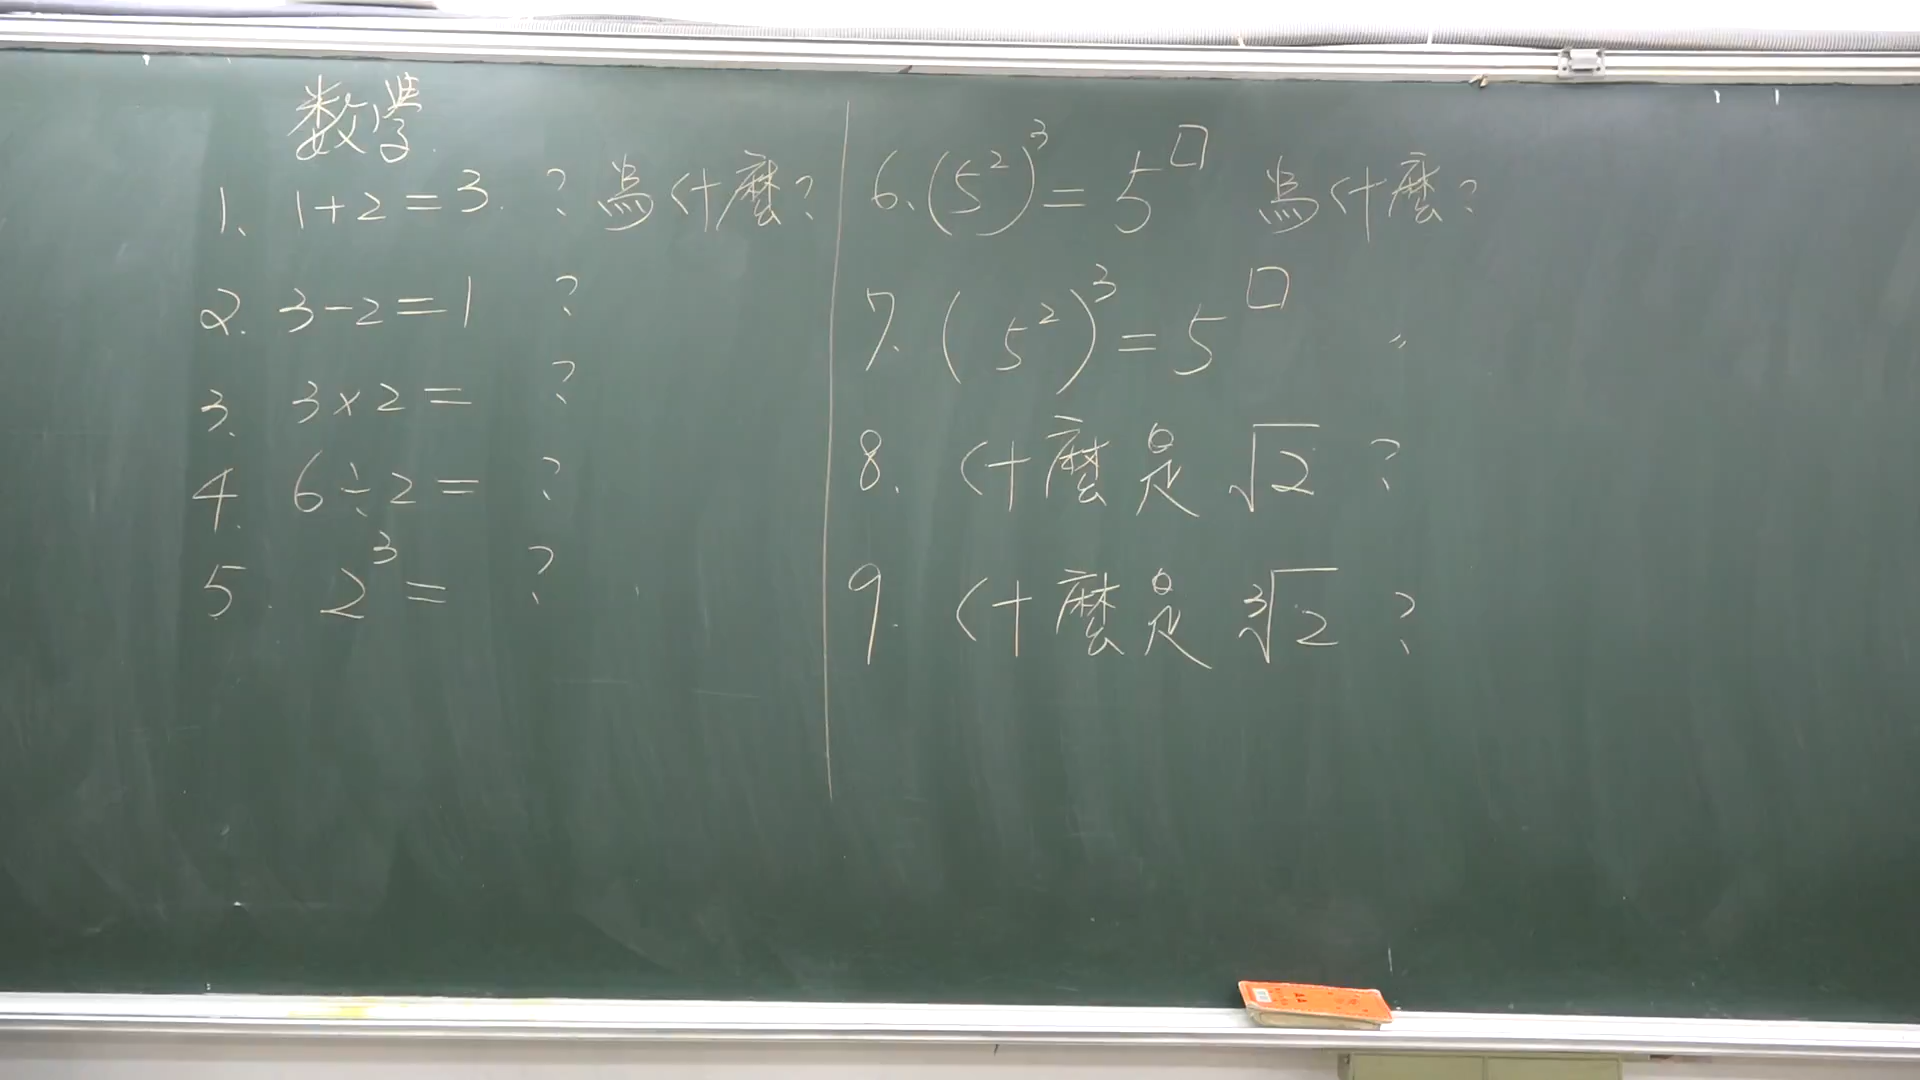 数學
1. 1+2=3. ? 為什麼?
2. 3-2=1 ?
3. 3×2= ?
4. 6÷2= ?
5. 2³= ?
6. (5²)³=5□ 為什麼?
7. (5²)³=5□ 〃
8. 什麼是√2 ?
9. 什麼是∛2 ?